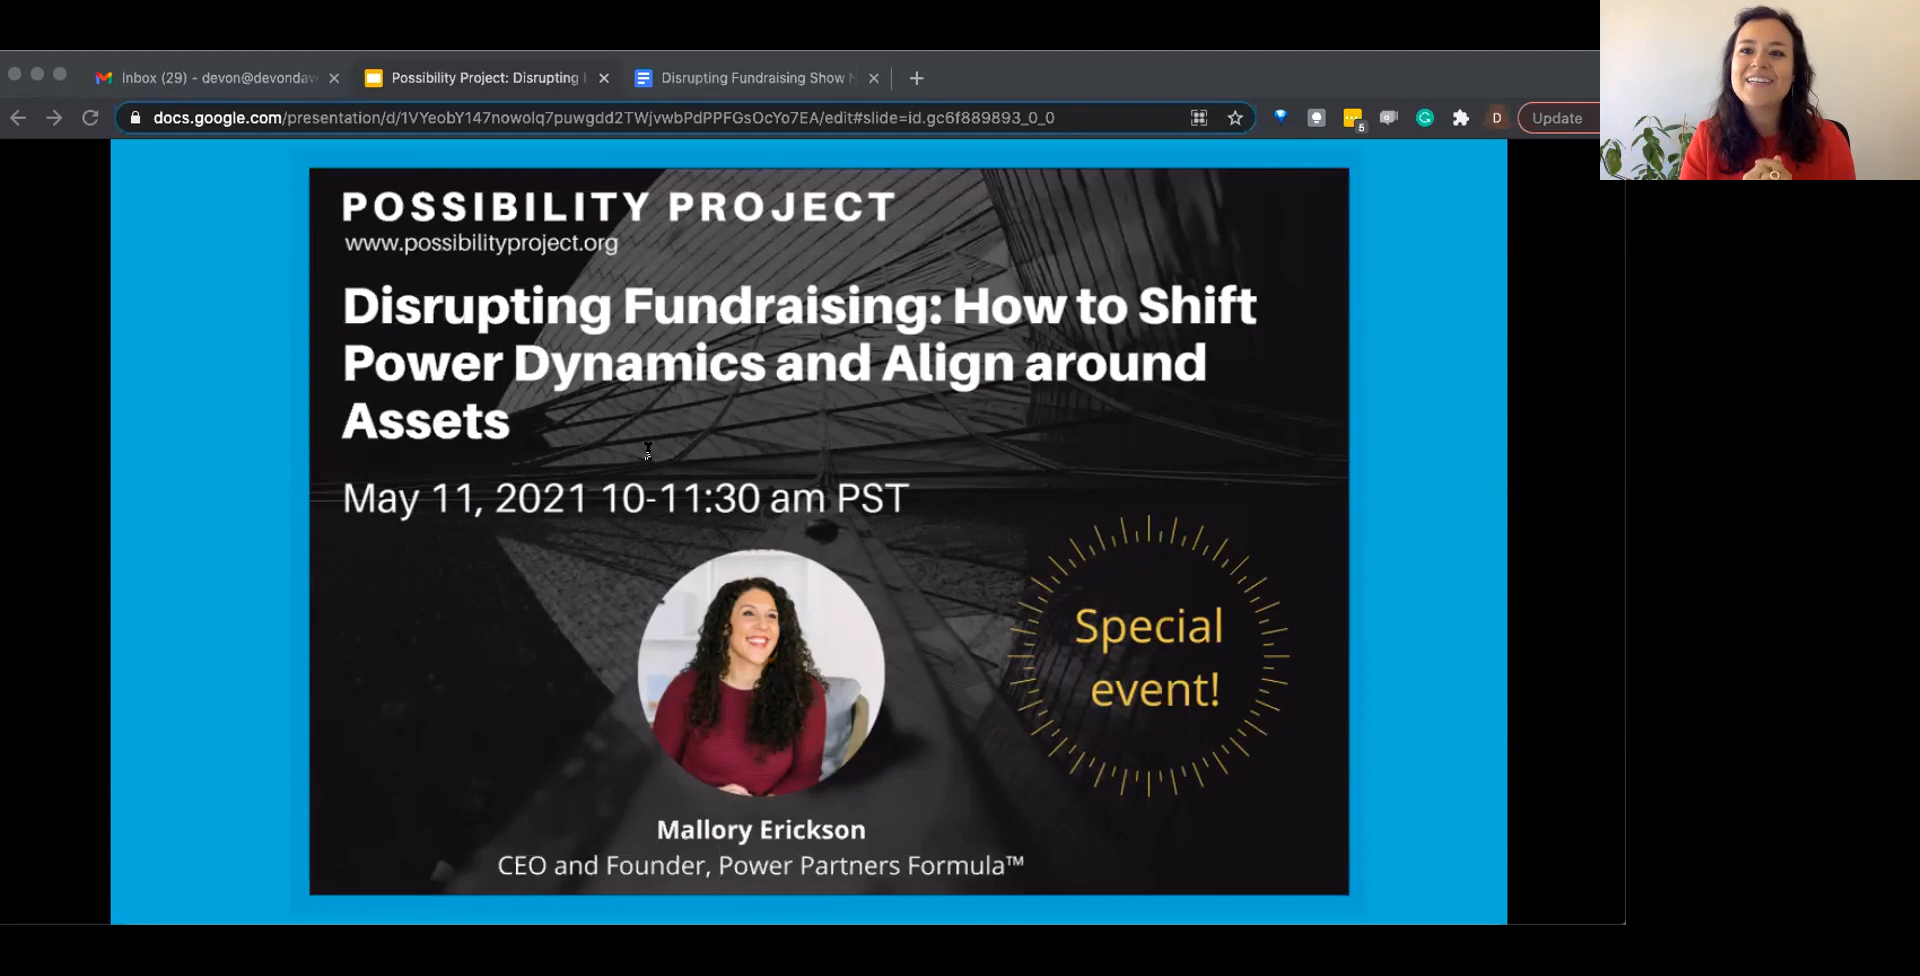 Inbox (29) - devon@devondav
Possibility Project: Disrupting
Disrupting Fundraising Show N
docs.google.com/presentation/d/1VYeobY147nowolq7puwgdd2TWjvwbPdPPFGsOcYo7EA/edit#slide=id.gc6f889893_0_0
5
D
Update
POSSIBILITY PROJECT
www.possibilityproject.org
Disrupting Fundraising: How to Shift
Power Dynamics and Align around
Assets
May 11, 2021 10-11:30 am PST
Special
event!
Mallory Erickson
CEO and Founder, Power Partners Formula™